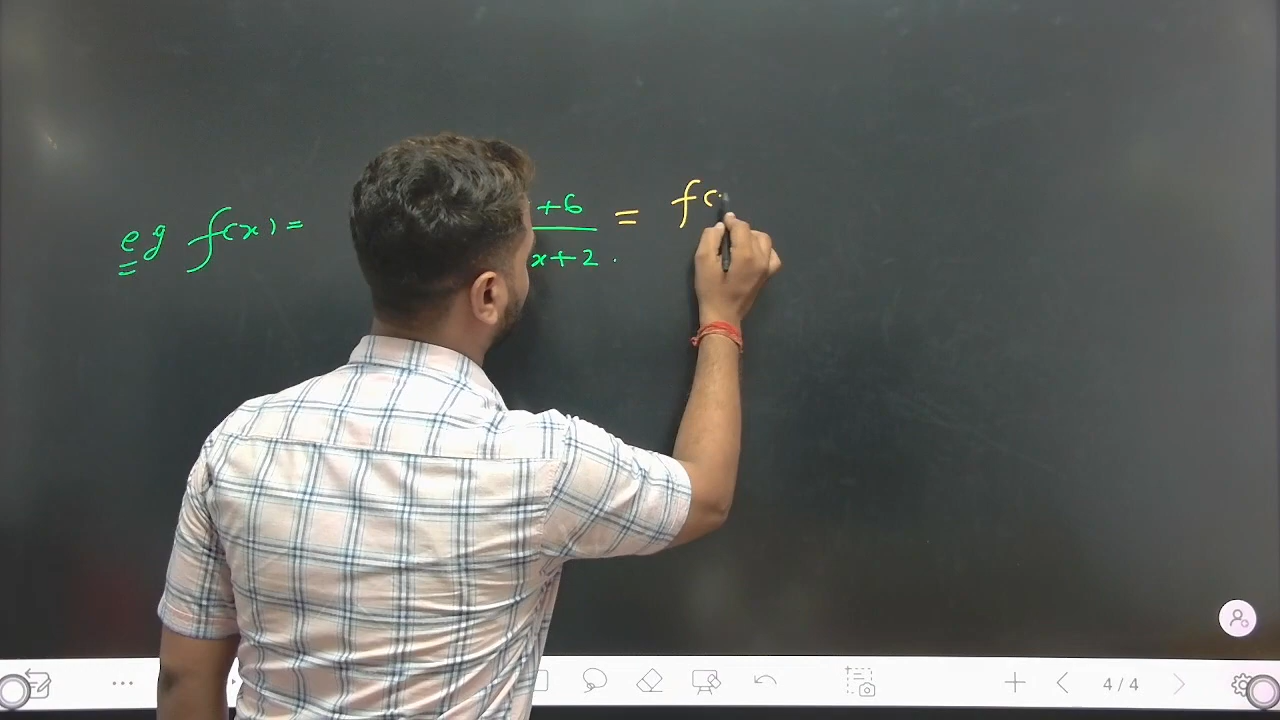 eg f(x) = +6 / x+2 . = f(
4/4